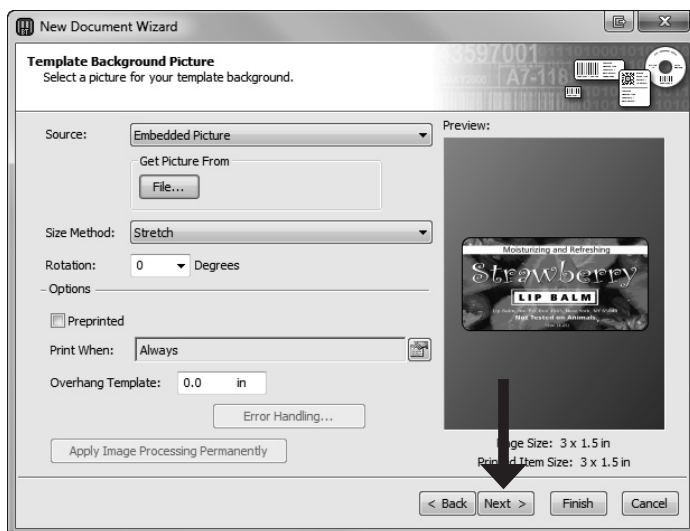 New Document Wizard
Template Background Picture
Select a picture for your template background.
3597001
A7-118
Source: Embedded Picture
Get Picture From
File...
Size Method: Stretch
Rotation: 0 Degrees
Options
Preprinted
Print When: Always
Overhang Template: 0.0 in
Error Handling...
Apply Image Processing Permanently
Preview:
Moisturizing and Refreshing
Strawberry
LIP BALM
Not Tested on Animals.
Size: 3 x 1.5 in
Item Size: 3 x 1.5 in
< Back Next > Finish Cancel